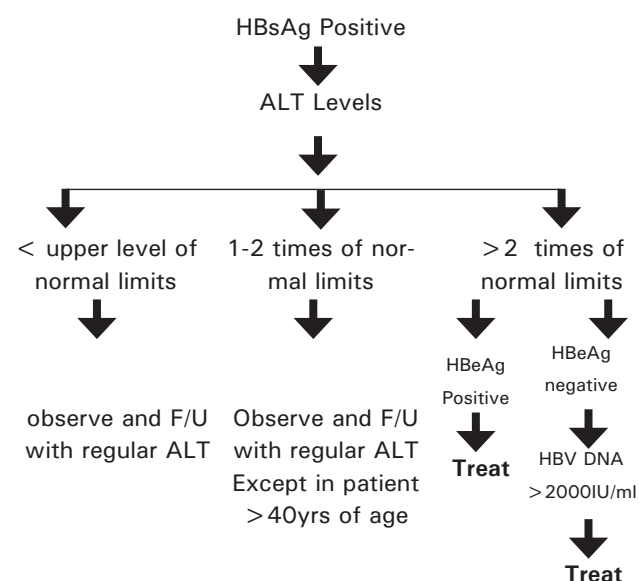 HBsAg Positive
ALT Levels
< upper level of
normal limits
1-2 times of nor-
mal limits
>2 times of
normal limits
HBeAg
Positive
HBeAg
negative
observe and F/U
with regular ALT
Observe and F/U
with regular ALT
Except in patient
>40yrs of age
Treat
HBV DNA
>2000IU/ml
Treat